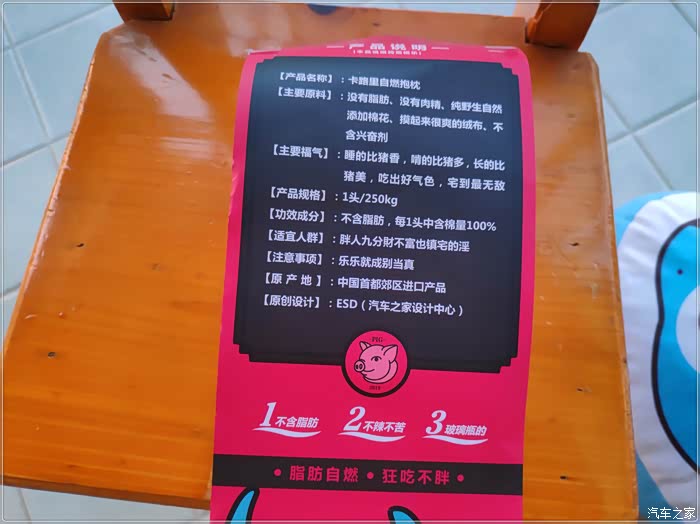 产品说明
【产品名称】：卡路里自燃抱枕
【主要原料】：没有脂肪、没有肉精、纯野生自然
添加棉花、摸起来很爽的绒布、不
含兴奋剂
【主要福气】：睡的比猪香，啃的比猪多，长的比
猪美，吃出好气色，宅到最无敌
【产品规格】：1头/250kg
【功效成分】：不含脂肪，每1头中含棉量100%
【适宜人群】：胖人九分财不富也镇宅的淫
【注意事项】：乐乐就成别当真
【原 产 地 】：中国首都郊区进口产品
【原创设计】：ESD（汽车之家设计中心）
PIG
2019
1不含脂肪 2不辣不苦 3玻璃瓶的
• 脂肪自燃 • 狂吃不胖 •
汽车之家